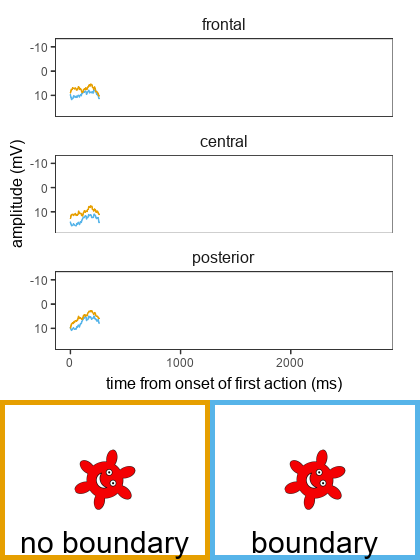 frontal
-10
0
10
central
-10
0
10
posterior
-10
0
10
amplitude (mV)
0
1000
2000
time from onset of first action (ms)
no boundary
boundary